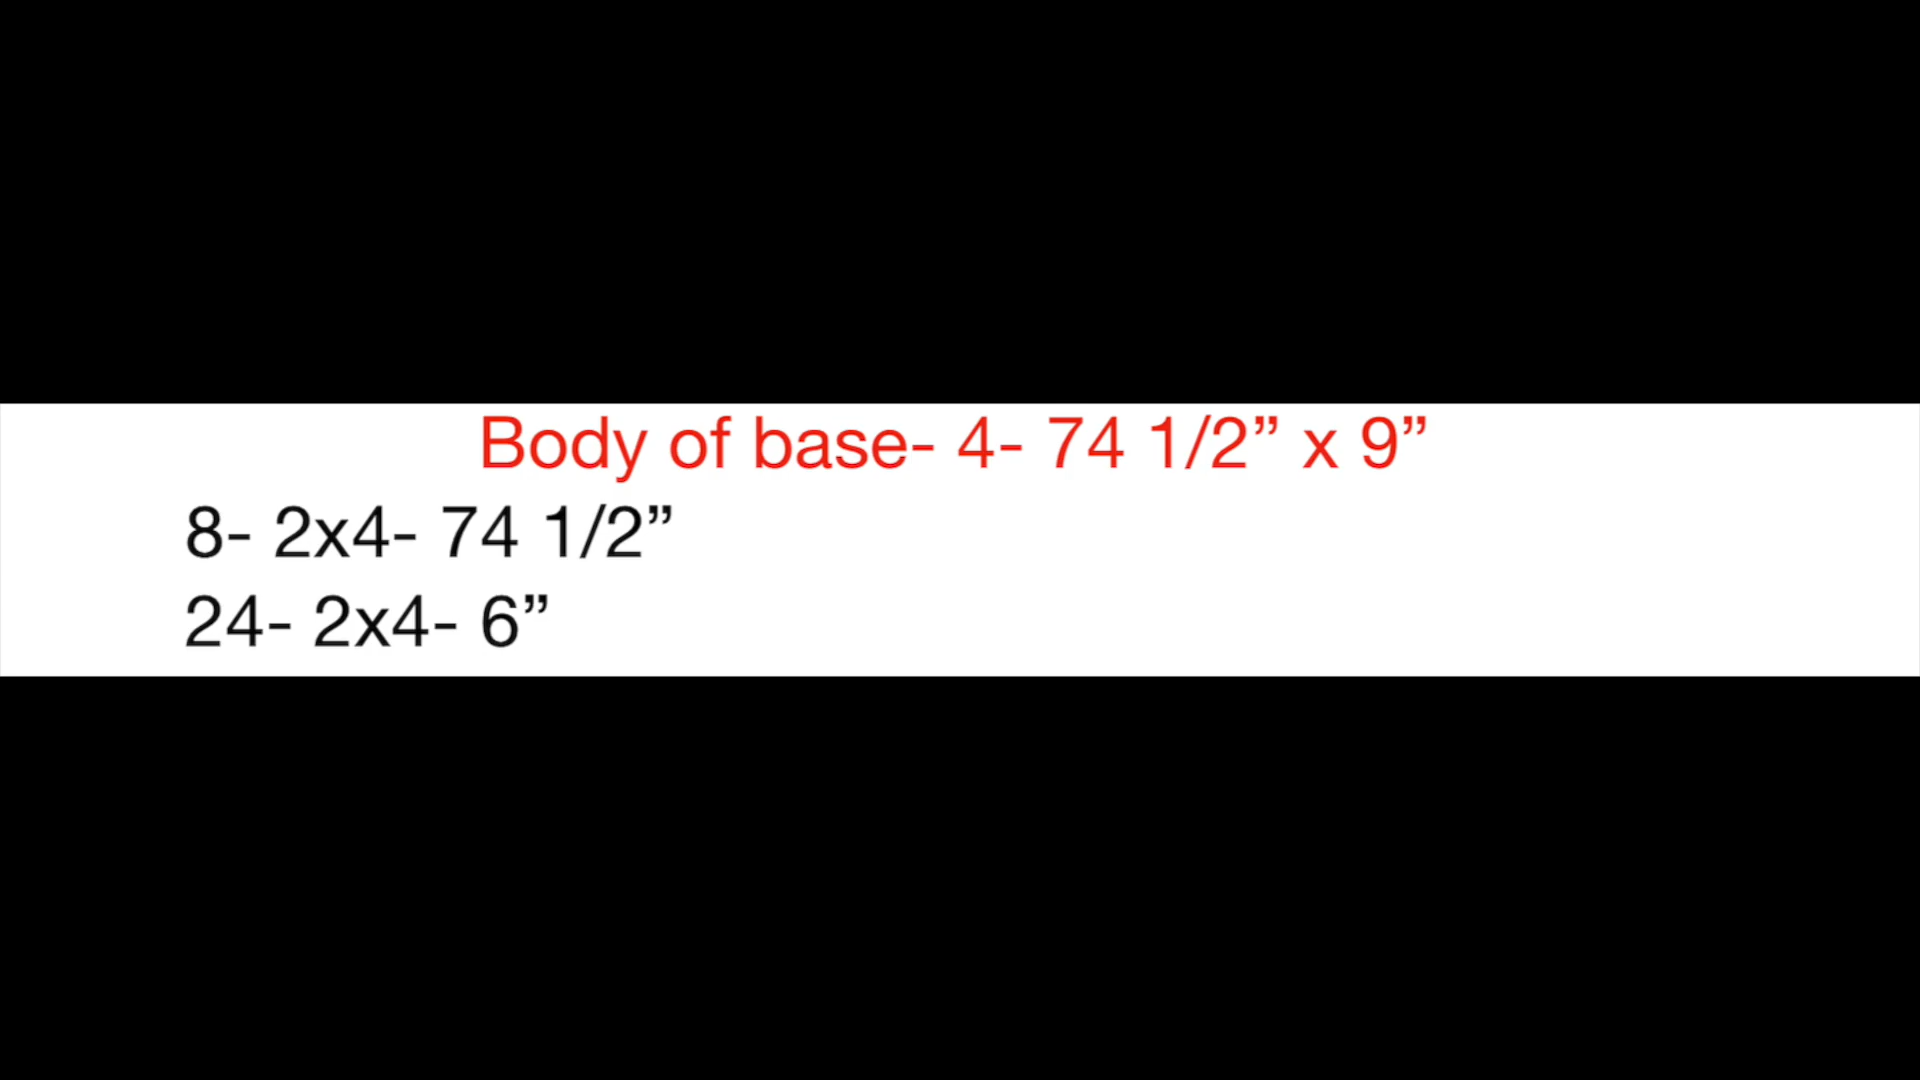 Body of base- 4- 74 1/2” x 9”
8- 2x4- 74 1/2”
24- 2x4- 6”